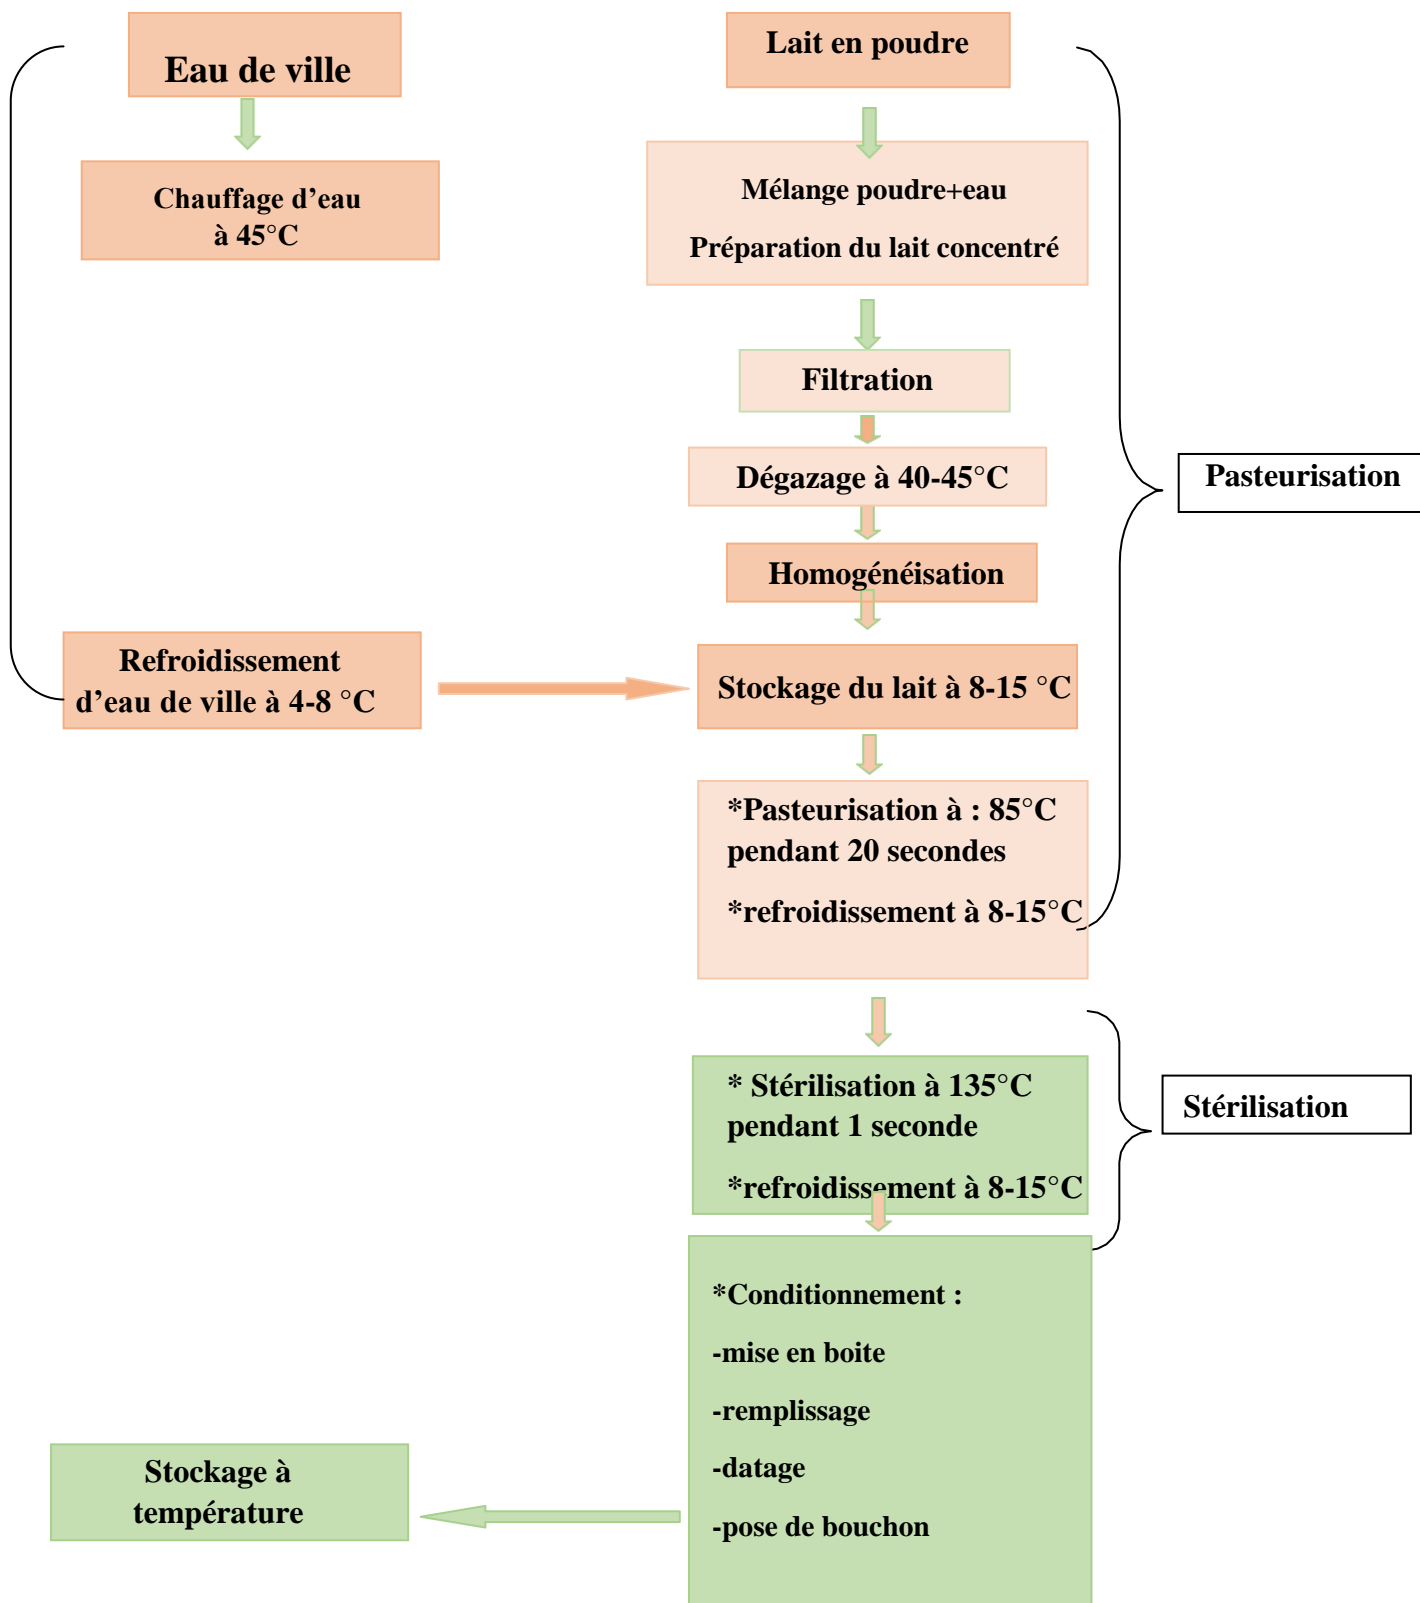 Eau de ville
Lait en poudre
Chauffage d’eau
à 45°C
Mélange poudre+eau
Préparation du lait concentré
Filtration
Dégazage à 40-45°C
Pasteurisation
Homogénéisation
Refroidissement
d’eau de ville à 4-8 °C
Stockage du lait à 8-15 °C
*Pasteurisation à : 85°C
pendant 20 secondes
*refroidissement à 8-15°C
* Stérilisation à 135°C
pendant 1 seconde
*refroidissement à 8-15°C
Stérilisation
*Conditionnement :
-mise en boite
-remplissage
-datage
-pose de bouchon
Stockage à
température